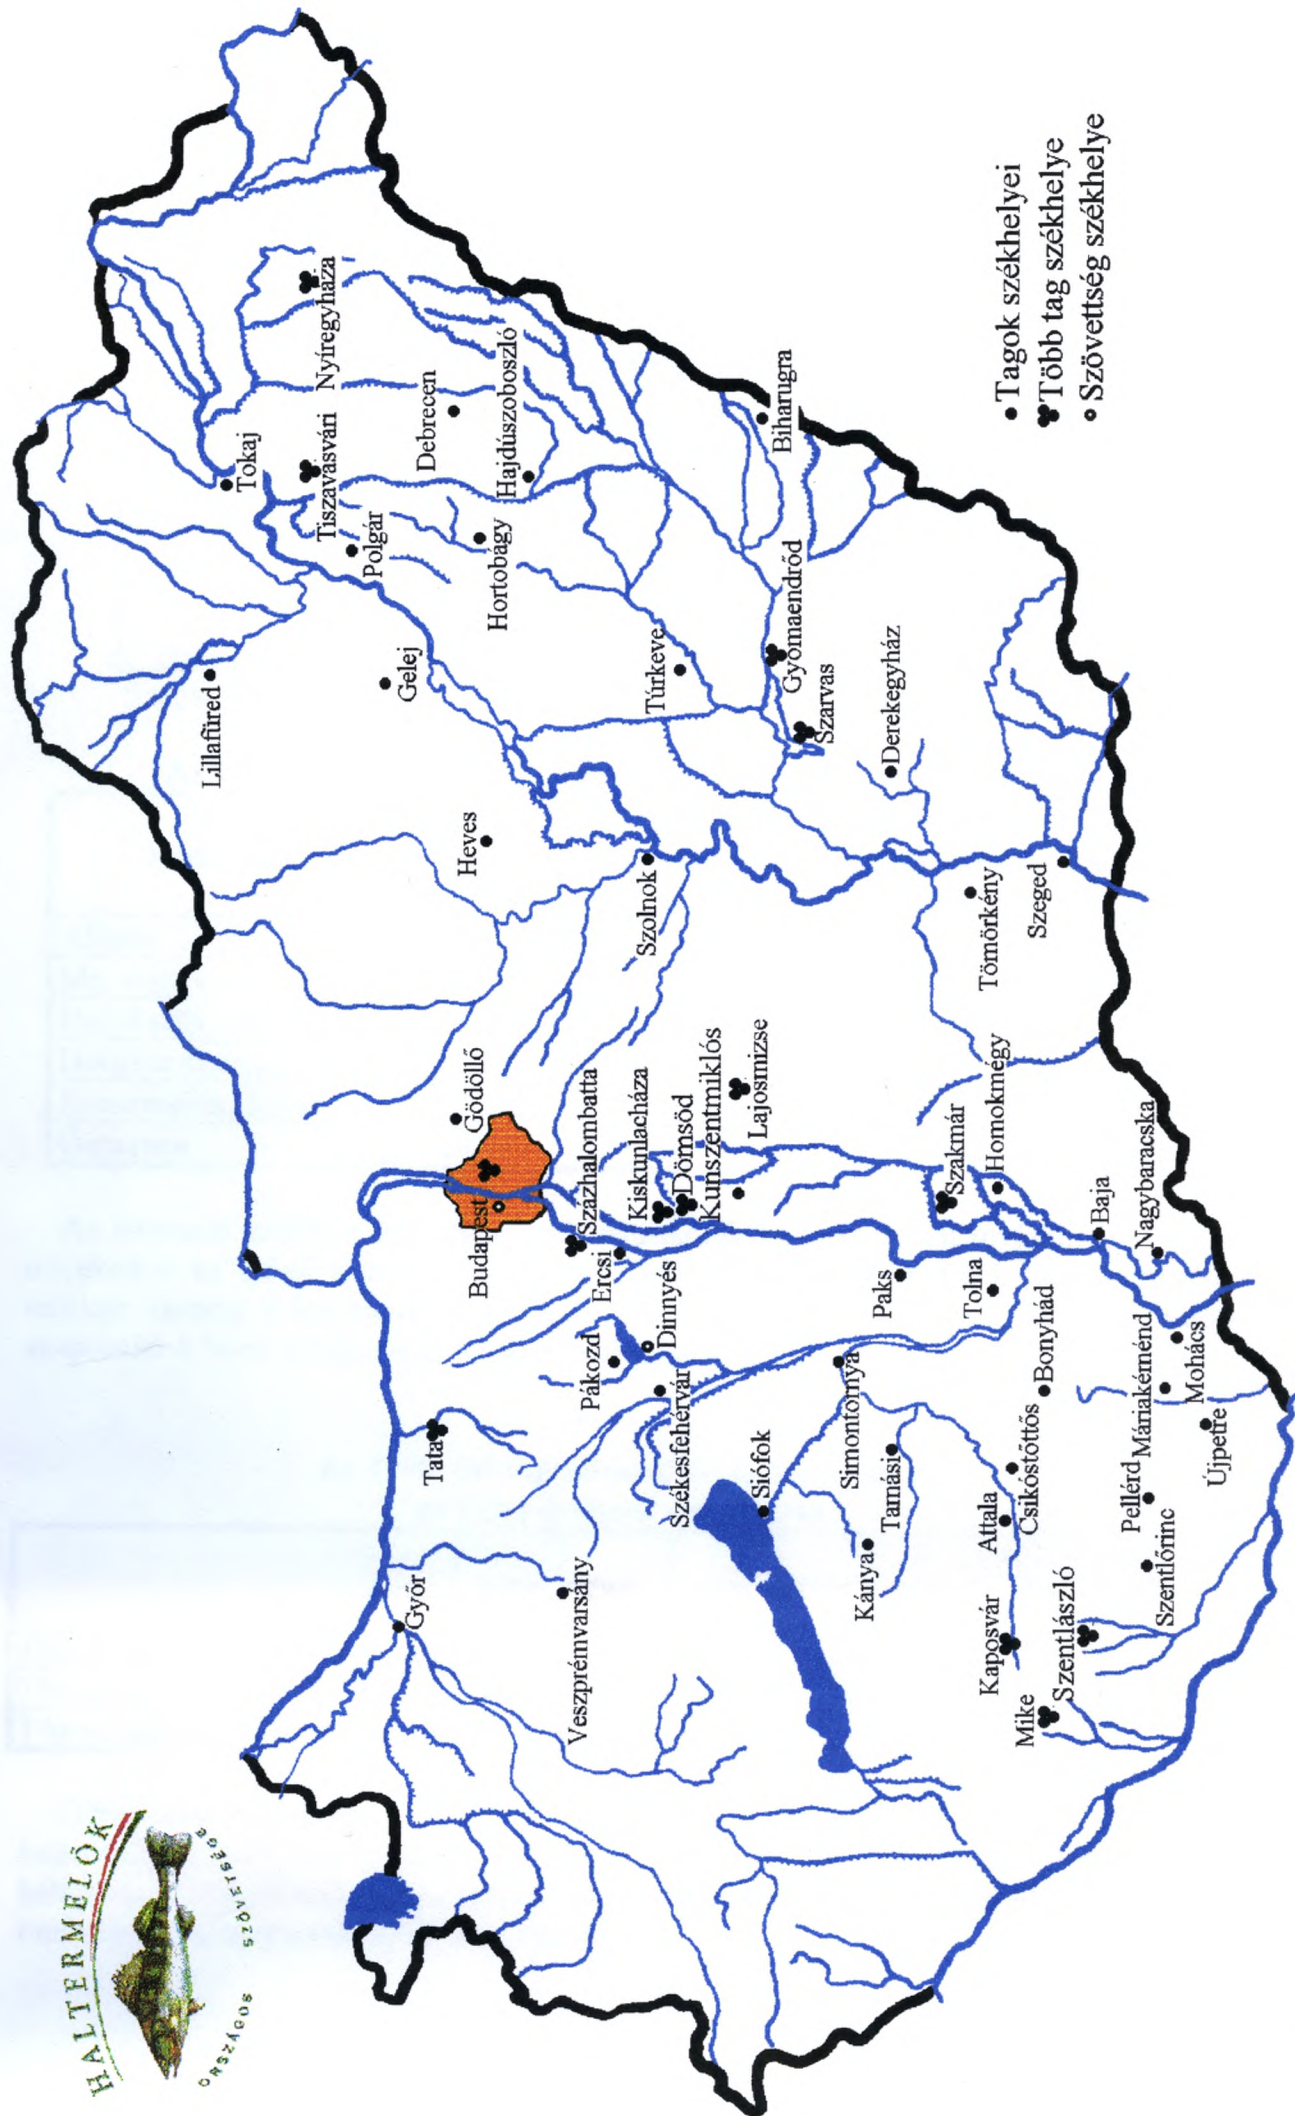 HALTERMELŐK
ORSZÁGOS SZÖVETSÉGE
Lillafüred
Tokaj
Tiszavasvári
Nyíregyháza
Polgár
Gelej
Debrecen
Hortobágy
Hajdúszoboszló
Heves
Gödöllő
Budapest
Győr
Tata
Veszprémvarsány
Százhalombatta
Ercsi
Pákozd
Dinnyés
Székesfehérvár
Kiskunlacháza
Dömsöd
Kunszentmiklós
Lajosmizse
Szolnok
Túrkeve
Biharugra
Gyomaendrőd
Szarvas
Derekegyház
Siófok
Simontornya
Kánya
Tamási
Paks
Tolna
Szakmár
Homokmégy
Tömörkény
Szeged
Kaposvár
Attala
Csikóstőttős
Bonyhád
Mike
Szentlászló
Baja
Nagybaracska
Pellérd
Máriakéménd
Mohács
Szentlőrinc
Újpetre
Tagok székhelyei
Több tag székhelye
Szövettség székhelye